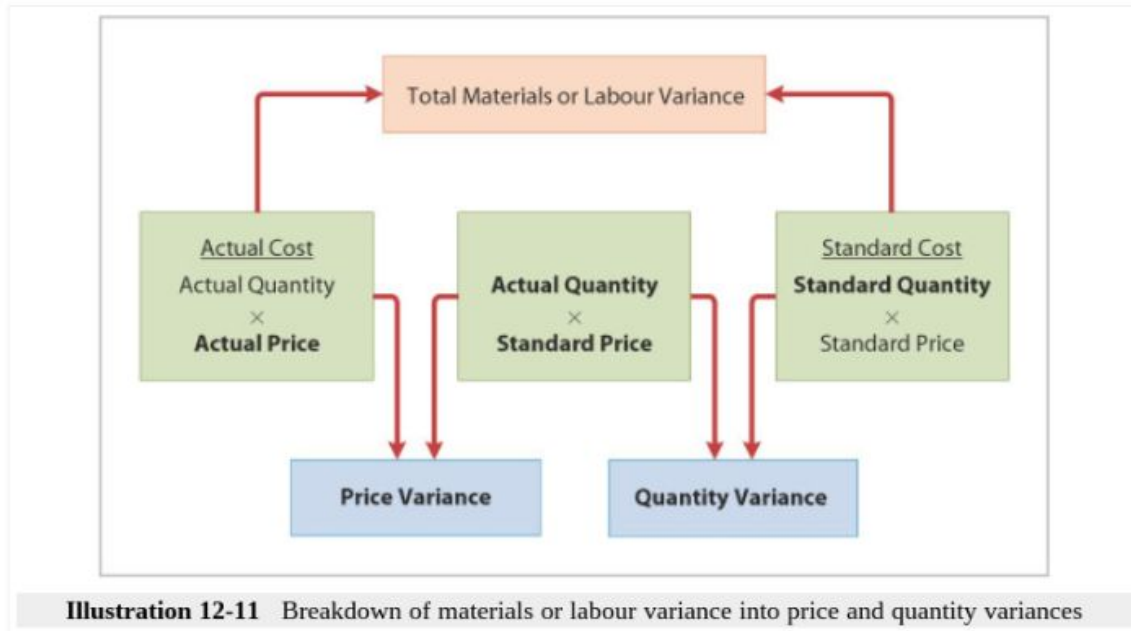 Total Materials or Labour Variance
Actual Cost
Actual Quantity
×
Actual Price
Actual Quantity
×
Standard Price
Standard Cost
Standard Quantity
×
Standard Price
Price Variance
Quantity Variance
Illustration 12-11 Breakdown of materials or labour variance into price and quantity variances